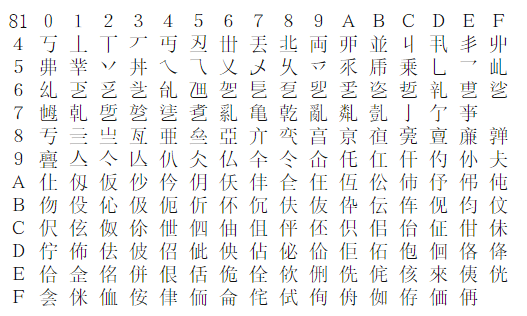 81 0 1 2 3 4 5 6 7 8 9 A B C D E F
4 丂 丄 丅 丆 丏 丒 丗 丟 丠 両 丣 並 丩 丮 丯 丱
5 丳 丵 丷 丼 乀 乁 乂 乄 乆 乊 乑 乕 乗 乚 乛 乢
6 乣 乤 乥 乧 乨 乪 乫 乬 乭 乮 乯 乲 乴 乵 乶 乷
7 乸 乹 乺 乻 乼 乽 乿 亀 亁 亂 亃 亄 亅 亇 亊
8 亐 亖 亗 亙 亜 亝 亞 亣 亪 亯 亰 亱 亴 亶 亷 亸
9 亹 亼 亽 亾 仈 仌 仏 仐 仒 仚 仛 仜 仠 仢 仦 仧
A 仩 仭 仮 仯 仱 仴 仸 仹 仺 仼 仾 伀 伂 伃 伄 伅
B 伆 伇 伈 伋 伌 伒 伓 伔 伕 伖 伜 伝 伡 伣 伨 伩
C 伬 伭 伮 伱 伳 伵 伷 伹 伻 伾 伿 佀 佁 佂 佄 佅
D 佇 佈 佉 佊 佋 佌 佒 佔 佖 佡 佢 佦 佨 佪 佫 佭
E 佮 佱 佲 併 佷 佸 佹 佺 佽 侀 侁 侂 侅 來 侇 侊
F 侌 侎 侐 侒 侓 侕 侖 侘 侙 侚 侜 侞 侟 価 侢